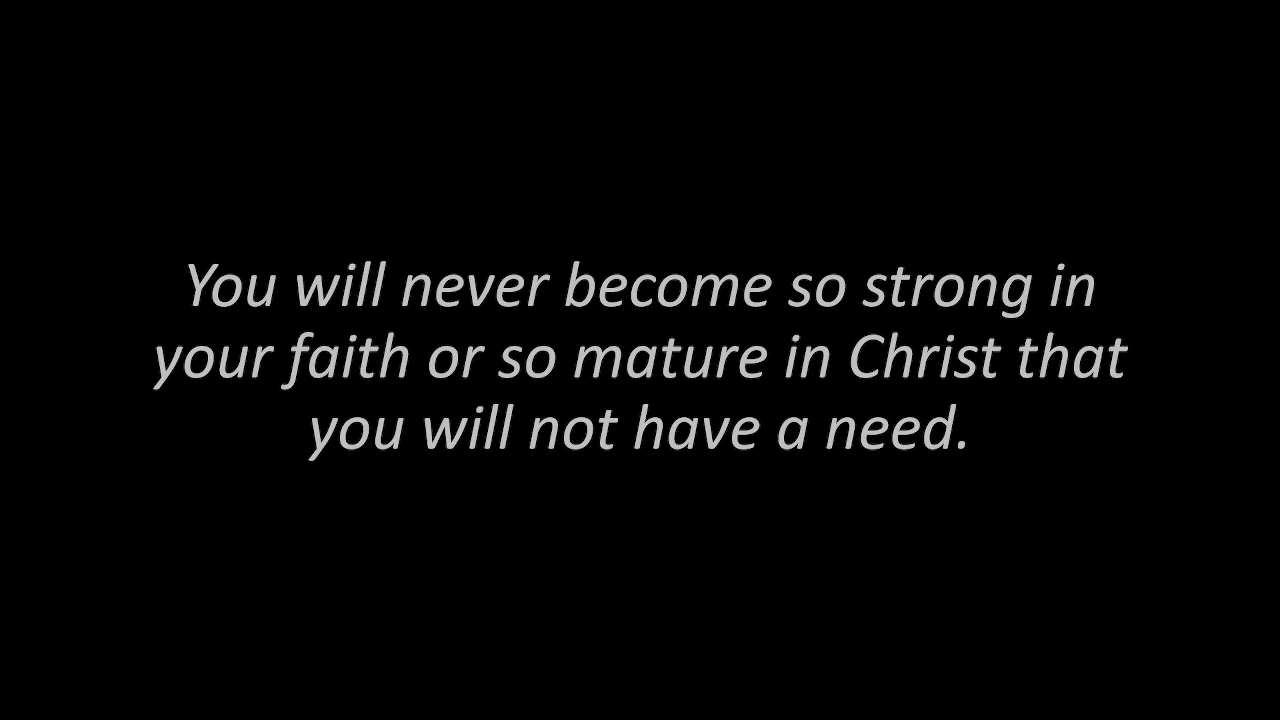 You will never become so strong in
your faith or so mature in Christ that
you will not have a need.